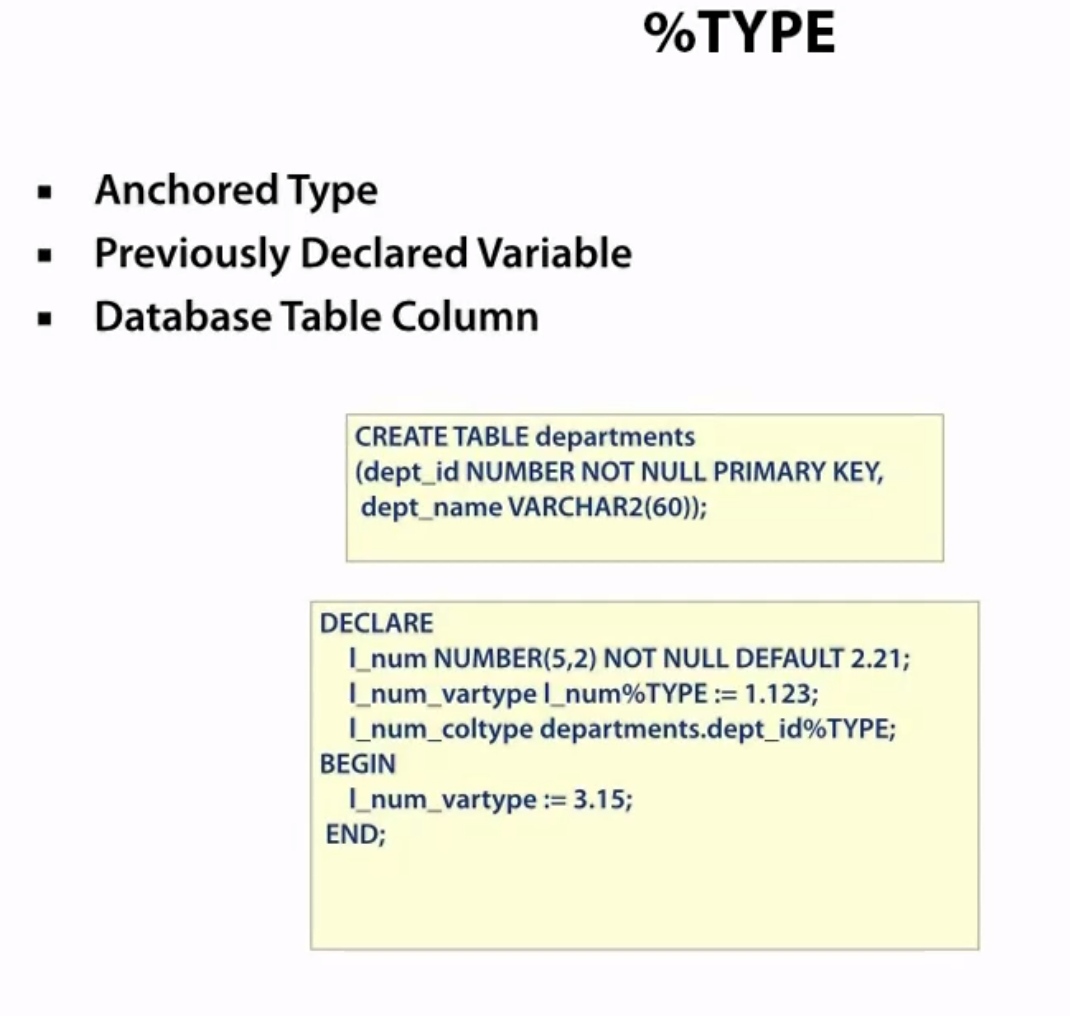 %TYPE
▪ Anchored Type
▪ Previously Declared Variable
▪ Database Table Column
CREATE TABLE departments
(dept_id NUMBER NOT NULL PRIMARY KEY,
dept_name VARCHAR2(60));
DECLARE
l_num NUMBER(5,2) NOT NULL DEFAULT 2.21;
l_num_vartype l_num%TYPE := 1.123;
l_num_coltype departments.dept_id%TYPE;
BEGIN
l_num_vartype := 3.15;
END;